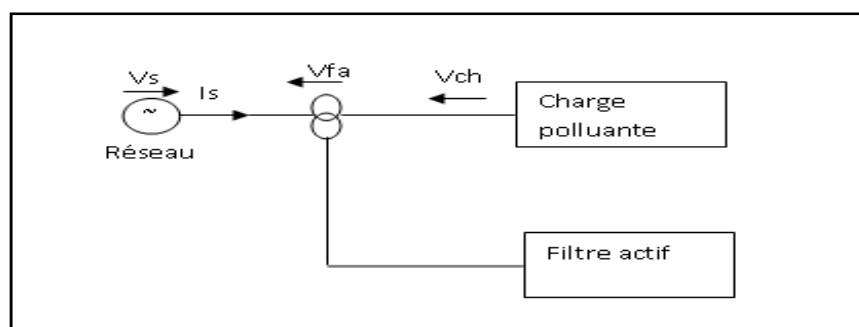 Vs
Is
Vfa
Vch
~
Réseau
Charge
polluante
Filtre actif